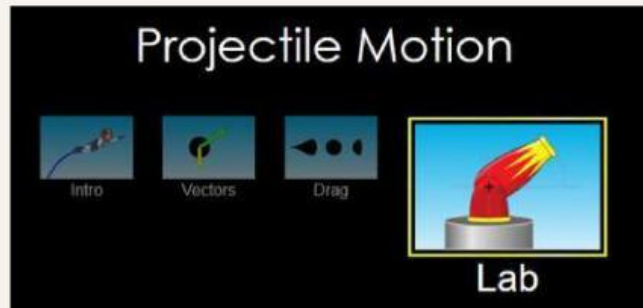 Projectile Motion
Intro
Vectors
Drag
Lab